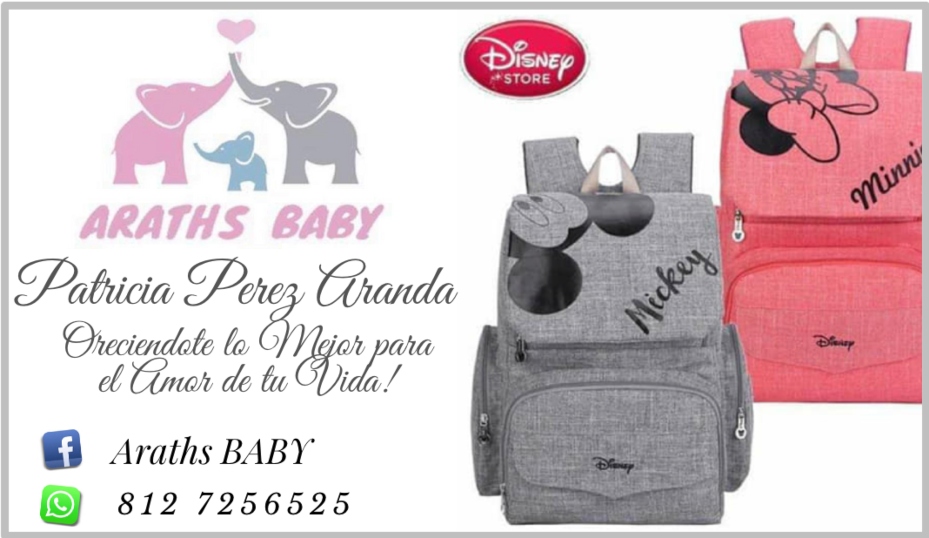 ARATHS BABY
Patricia Perez Aranda
Oreciendote lo Mejor para
el Amor de tu Vida!
Araths BABY
812 7256525
Disney
STORE
Mickey
Disney
Minni
Disney